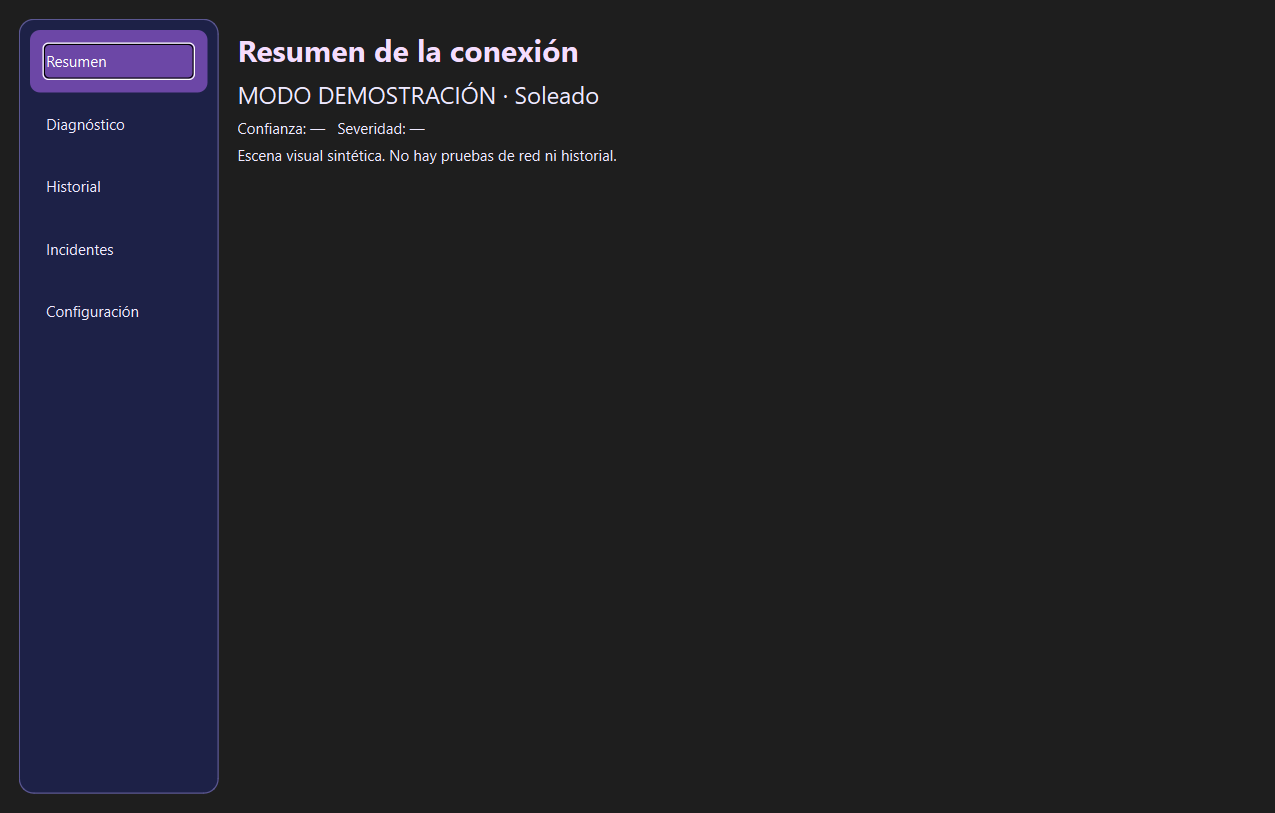 Resumen
Diagnóstico
Historial
Incidentes
Configuración
Resumen de la conexión
MODO DEMOSTRACIÓN · Soleado
Confianza: — Severidad: —
Escena visual sintética. No hay pruebas de red ni historial.